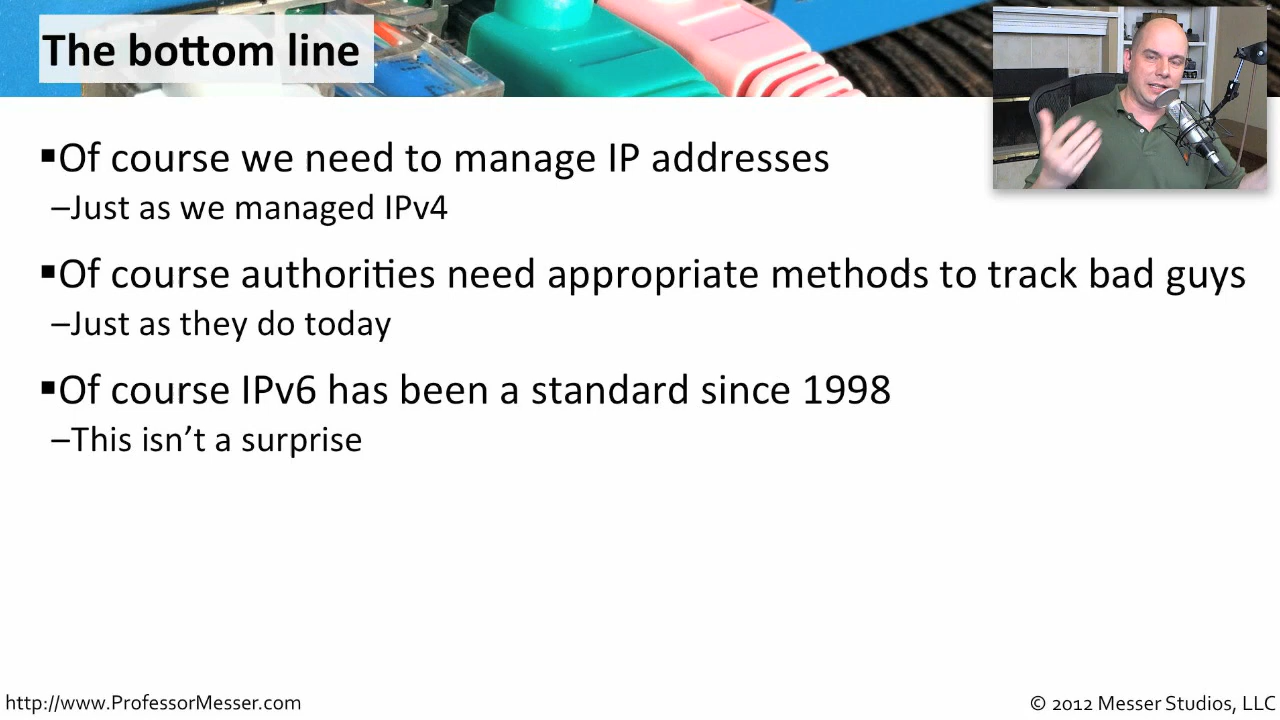 The bottom line
▪Of course we need to manage IP addresses
–Just as we managed IPv4
▪Of course authorities need appropriate methods to track bad guys
–Just as they do today
▪Of course IPv6 has been a standard since 1998
–This isn’t a surprise
http://www.ProfessorMesser.com
© 2012 Messer Studios, LLC